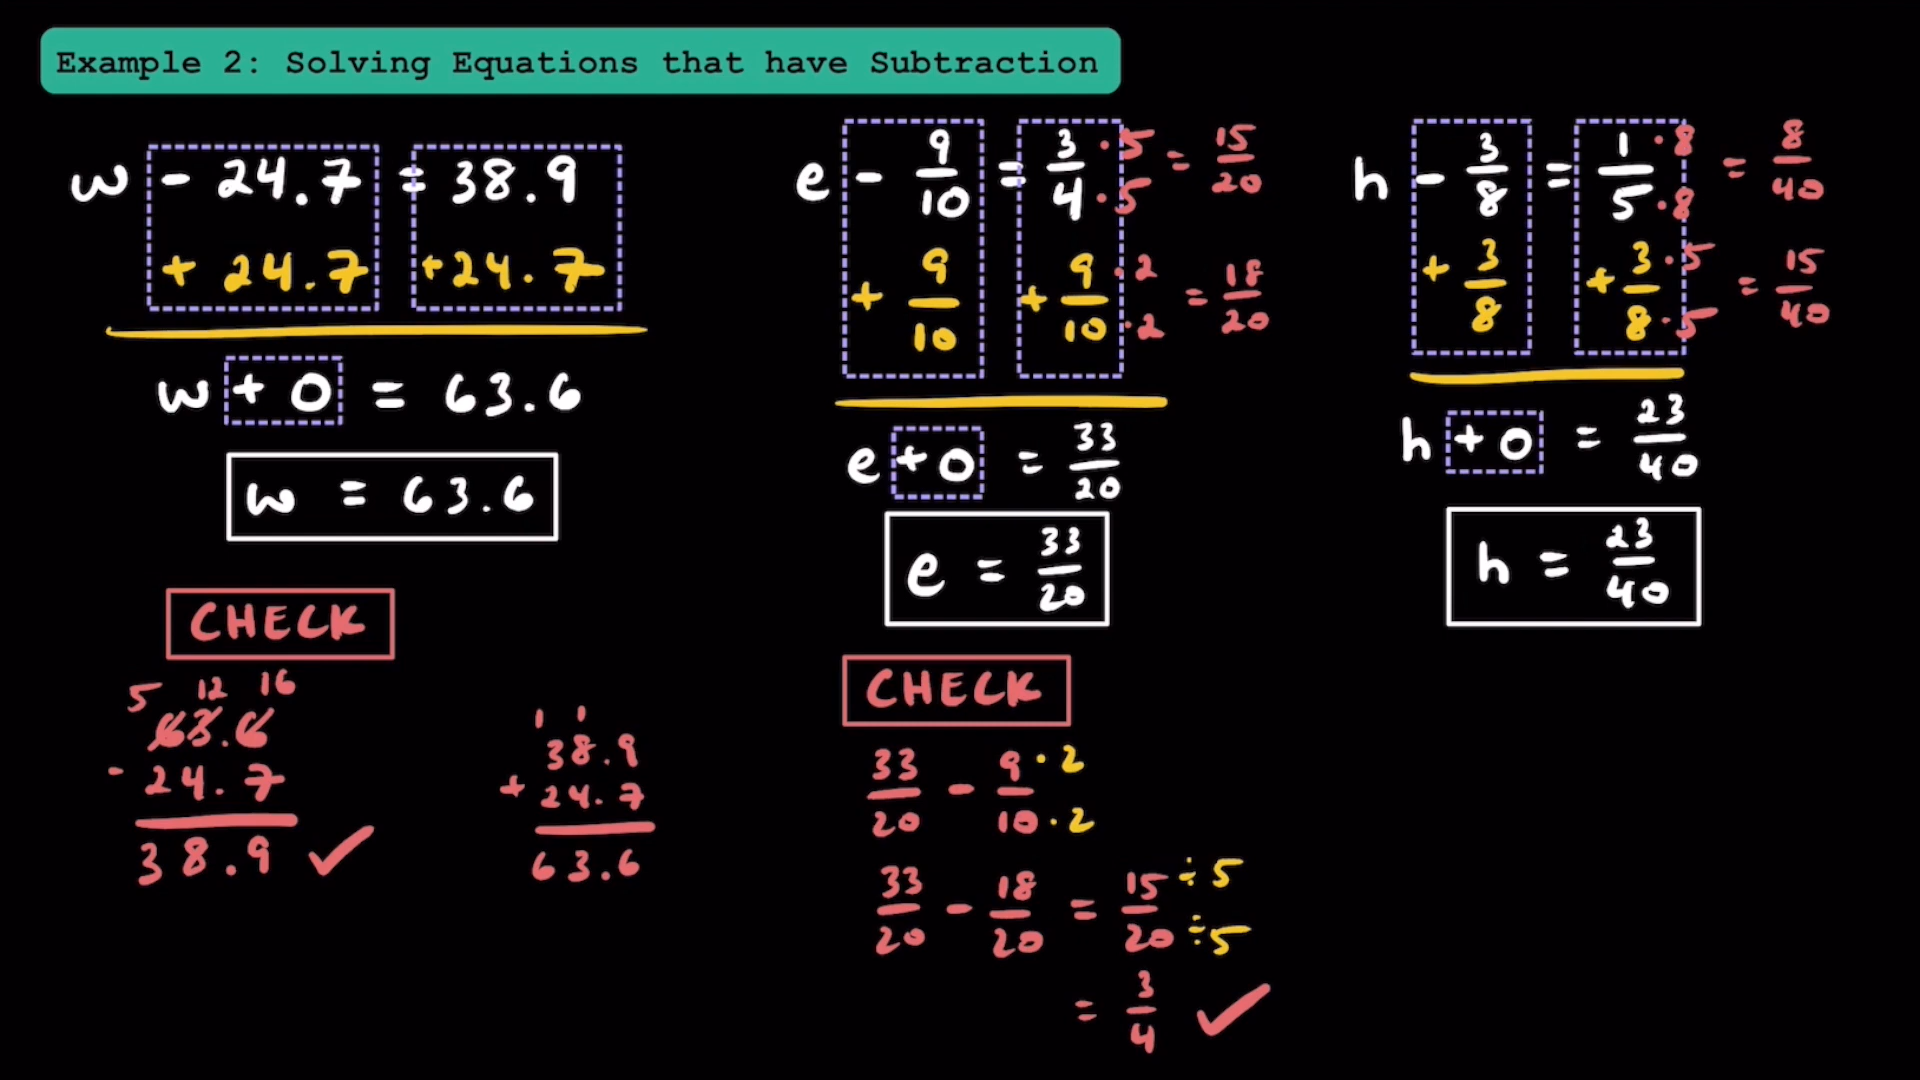 Example 2: Solving Equations that have Subtraction
w - 24.7 = 38.9
+ 24.7 +24.7
w + 0 = 63.6
w = 63.6
CHECK
5 12 16
63.6
- 24.7
38.9 ✓
1 1
38.9
+ 24.7
63.6
e - 9/10 = 3/4 ·5 ·5 = 15/20
+ 9/10 + 9/10 ·2 ·2 = 18/20
e + 0 = 33/20
e = 33/20
CHECK
33/20 - 9/10 ·2 ·2
33/20 - 18/20 = 15/20 ÷5 ÷5
= 3/4 ✓
h - 3/8 = 1/5 ·8 ·8 = 8/40
+ 3/8 + 3/8 ·5 ·5 = 15/40
h + 0 = 23/40
h = 23/40